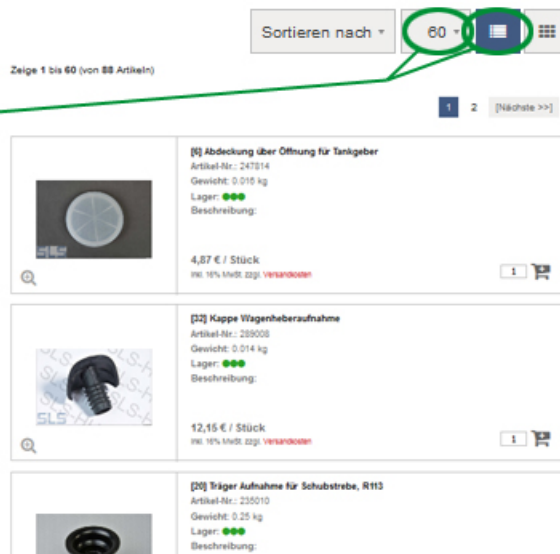 Sortieren nach
60
Zeige 1 bis 60 (von 88 Artikeln)
1 2 [Nächste >>]
[6] Abdeckung über Öffnung für Tankgeber
Artikel-Nr.: 247814
Gewicht: 0.016 kg
Lager:
Beschreibung:
4,87 € / Stück
inkl. 16% MwSt. zzgl. Versandkosten
1
SLS
[32] Kappe Wagenheberaufnahme
Artikel-Nr.: 289008
Gewicht: 0.014 kg
Lager:
Beschreibung:
12,15 € / Stück
inkl. 16% MwSt. zzgl. Versandkosten
1
SLS
[20] Träger Aufnahme für Schubstrebe, R113
Artikel-Nr.: 235010
Gewicht: 0.25 kg
Lager:
Beschreibung: